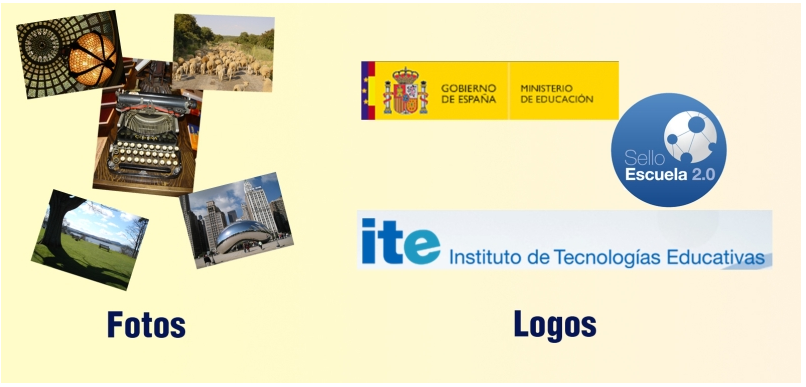 GOBIERNO
DE ESPAÑA
MINISTERIO
DE EDUCACIÓN
Sello
Escuela 2.0
ite Instituto de Tecnologías Educativas
Fotos
Logos